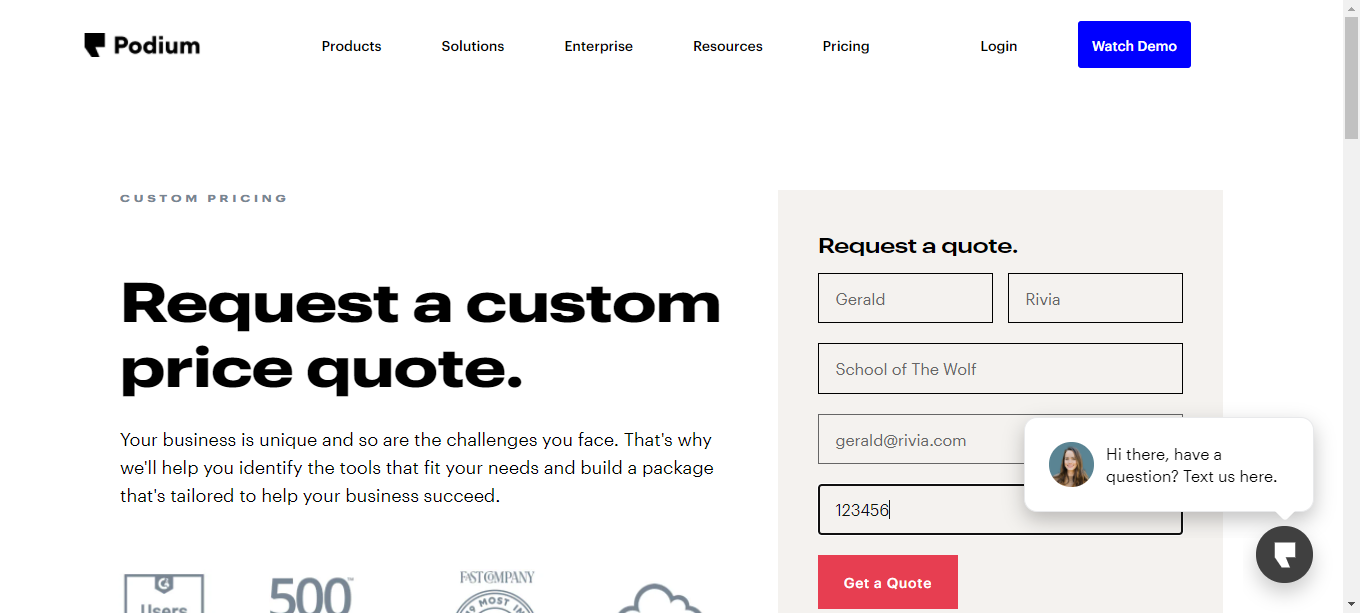 Podium
Products
Solutions
Enterprise
Resources
Pricing
Login
Watch Demo
CUSTOM PRICING
Request a custom
price quote.
Your business is unique and so are the challenges you face. That's why
we'll help you identify the tools that fit your needs and build a package
that's tailored to help your business succeed.
G
Users
500
™
FAST COMPANY
MOST IN
Request a quote.
Gerald
Rivia
School of The Wolf
gerald@rivia.com
123456
Get a Quote
Hi there, have a
question? Text us here.